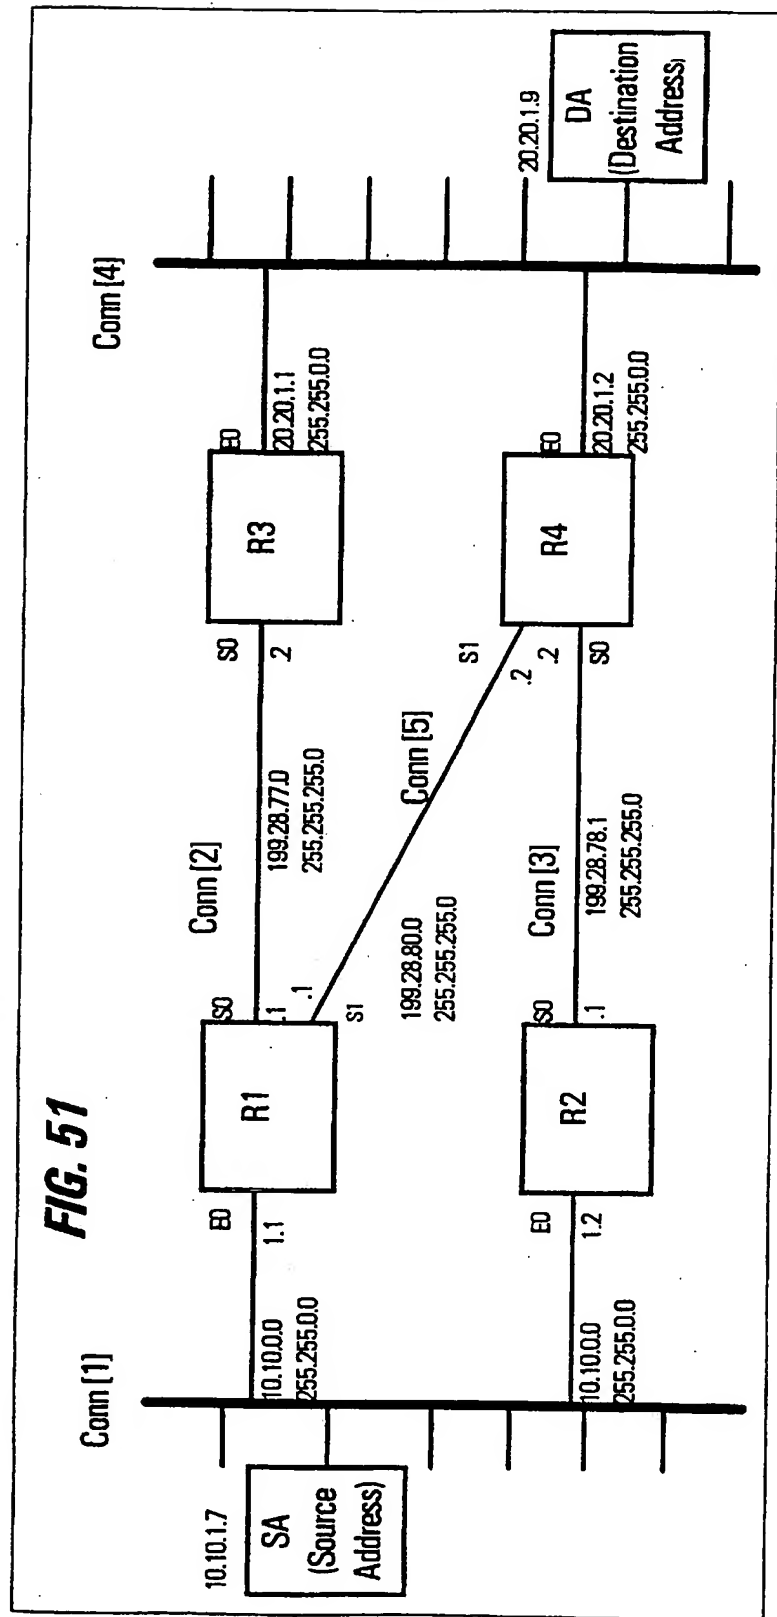 FIG. 51
Conn [1]
Conn [4]
10.10.1.7
SA
(Source
Address)
10.10.0.0
255.255.0.0
E0
1.1
R1
S0
.1
.1
S1
Conn [2]
199.28.77.0
255.255.255.0
S0
.2
R3
E0
20.20.1.1
255.255.0.0
199.28.80.0
255.255.255.0
Conn [5]
S1
.2
.2
S0
10.10.0.0
255.255.0.0
E0
1.2
R2
S0
.1
Conn [3]
199.28.78.1
255.255.255.0
R4
E0
20.20.1.2
255.255.0.0
20.20.1.9
DA
(Destination
Address)